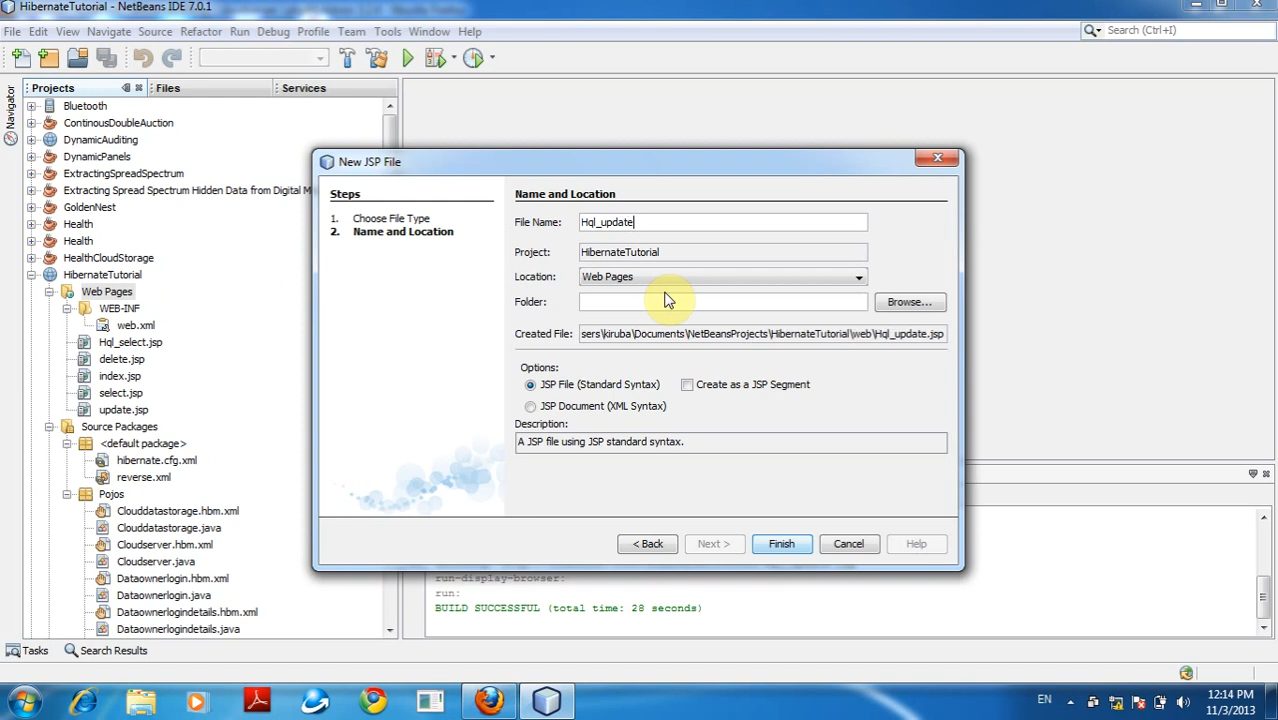 HibernateTutorial - NetBeans IDE 7.0.1
File Edit View Navigate Source Refactor Run Debug Profile Team Tools Window Help
Search (Ctrl+I)
Projects Files Services
Navigator
Bluetooth
ContinousDoubleAuction
DynamicAuditing
DynamicPanels
ExtractingSpreadSpectrum
Extracting Spread Spectrum Hidden Data from Digital M
GoldenNest
Health
Health
HealthCloudStorage
HibernateTutorial
Web Pages
WEB-INF
web.xml
Hql_select.jsp
delete.jsp
index.jsp
select.jsp
update.jsp
Source Packages
<default package>
hibernate.cfg.xml
reverse.xml
Pojos
Clouddatastorage.hbm.xml
Clouddatastorage.java
Cloudserver.hbm.xml
Cloudserver.java
Dataownerlogin.hbm.xml
Dataownerlogin.java
Dataownerlogindetails.hbm.xml
Dataownerlogindetails.java
New JSP File
Steps
1. Choose File Type
2. Name and Location
Name and Location
File Name: Hql_update
Project: HibernateTutorial
Location: Web Pages
Folder: Browse...
Created File: sers\kiruba\Documents\NetBeansProjects\HibernateTutorial\web\Hql_update.jsp
Options:
JSP File (Standard Syntax) Create as a JSP Segment
JSP Document (XML Syntax)
Description:
A JSP file using JSP standard syntax.
< Back Next > Finish Cancel Help
run-display-browser:
run:
BUILD SUCCESSFUL (total time: 28 seconds)
Tasks Search Results
EN
12:14 PM
11/3/2013